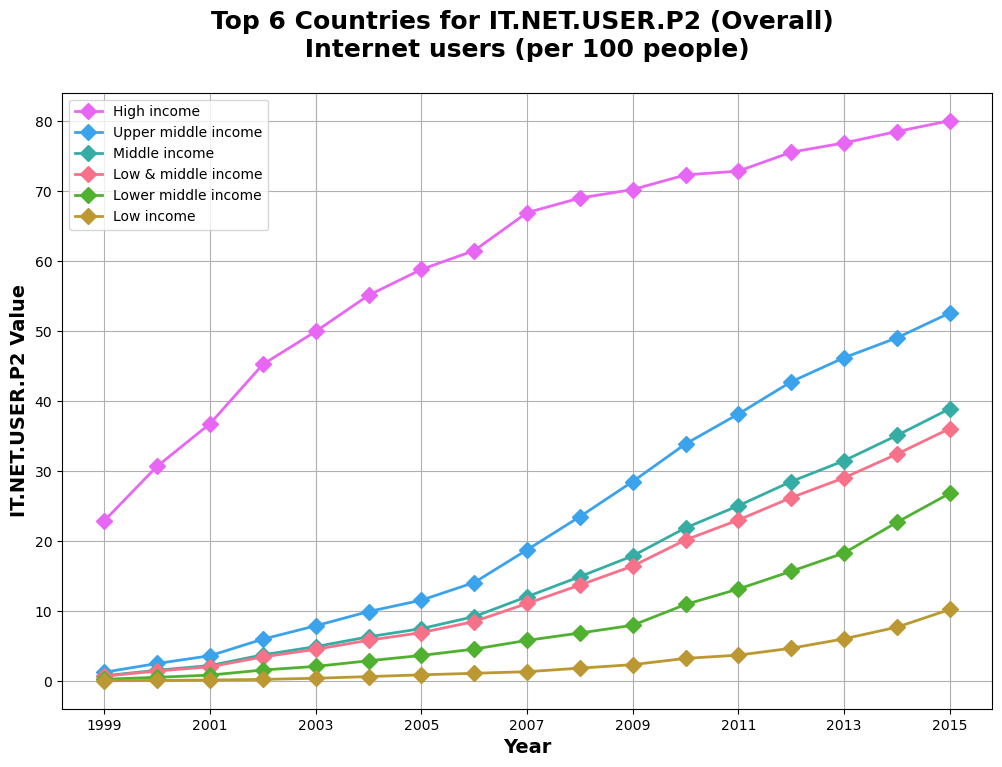 Top 6 Countries for IT.NET.USER.P2 (Overall)
Internet users (per 100 people)
High income
Upper middle income
Middle income
Low & middle income
Lower middle income
Low income
IT.NET.USER.P2 Value
80
70
60
50
40
30
20
10
0
1999
2001
2003
2005
2007
2009
2011
2013
2015
Year